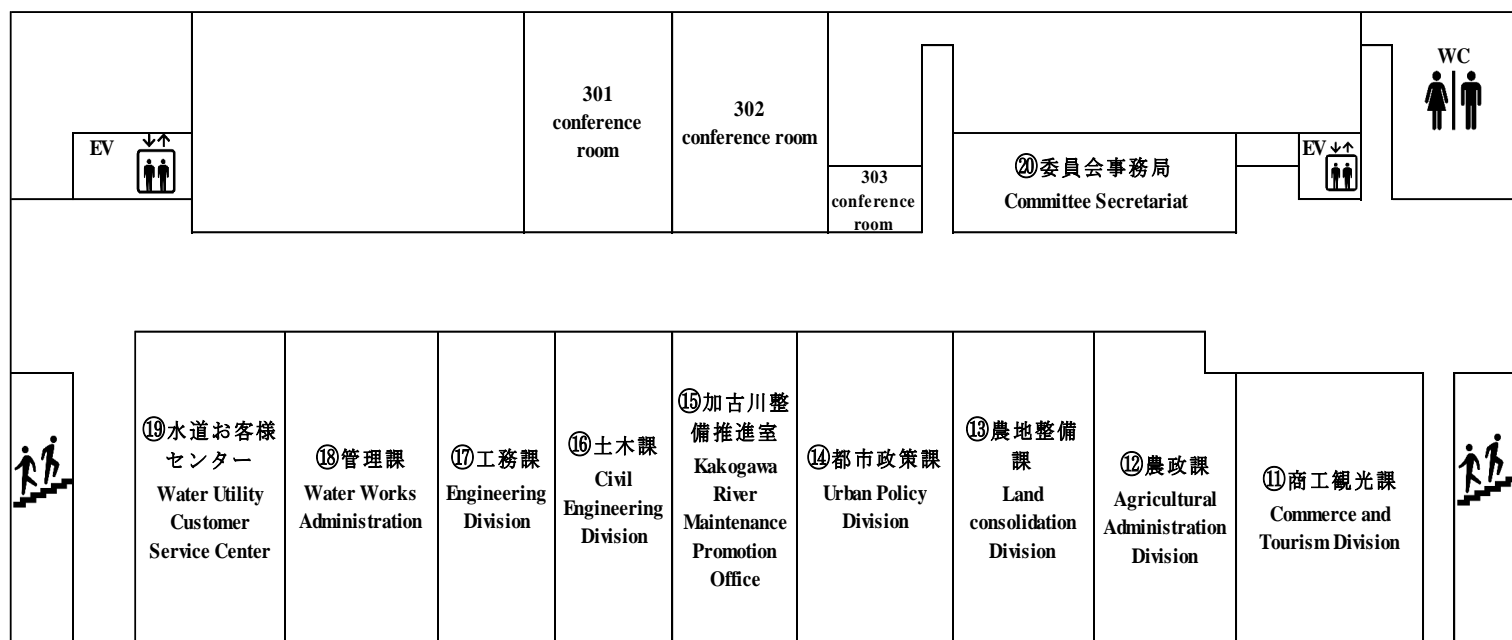 301
conference
room
302
conference room
WC
EV
303
conference
room
⑳委員会事務局
Committee Secretariat
EV
⑲水道お客様
センター
Water Utility
Customer
Service Center
⑱管理課
Water Works
Administration
⑰工務課
Engineering
Division
⑯土木課
Civil
Engineering
Division
⑮加古川整
備推進室
Kakogawa
River
Maintenance
Promotion
Office
⑭都市政策課
Urban Policy
Division
⑬農地整備
課
Land
consolidation
Division
⑫農政課
Agricultural
Administration
Division
⑪商工観光課
Commerce and
Tourism Division